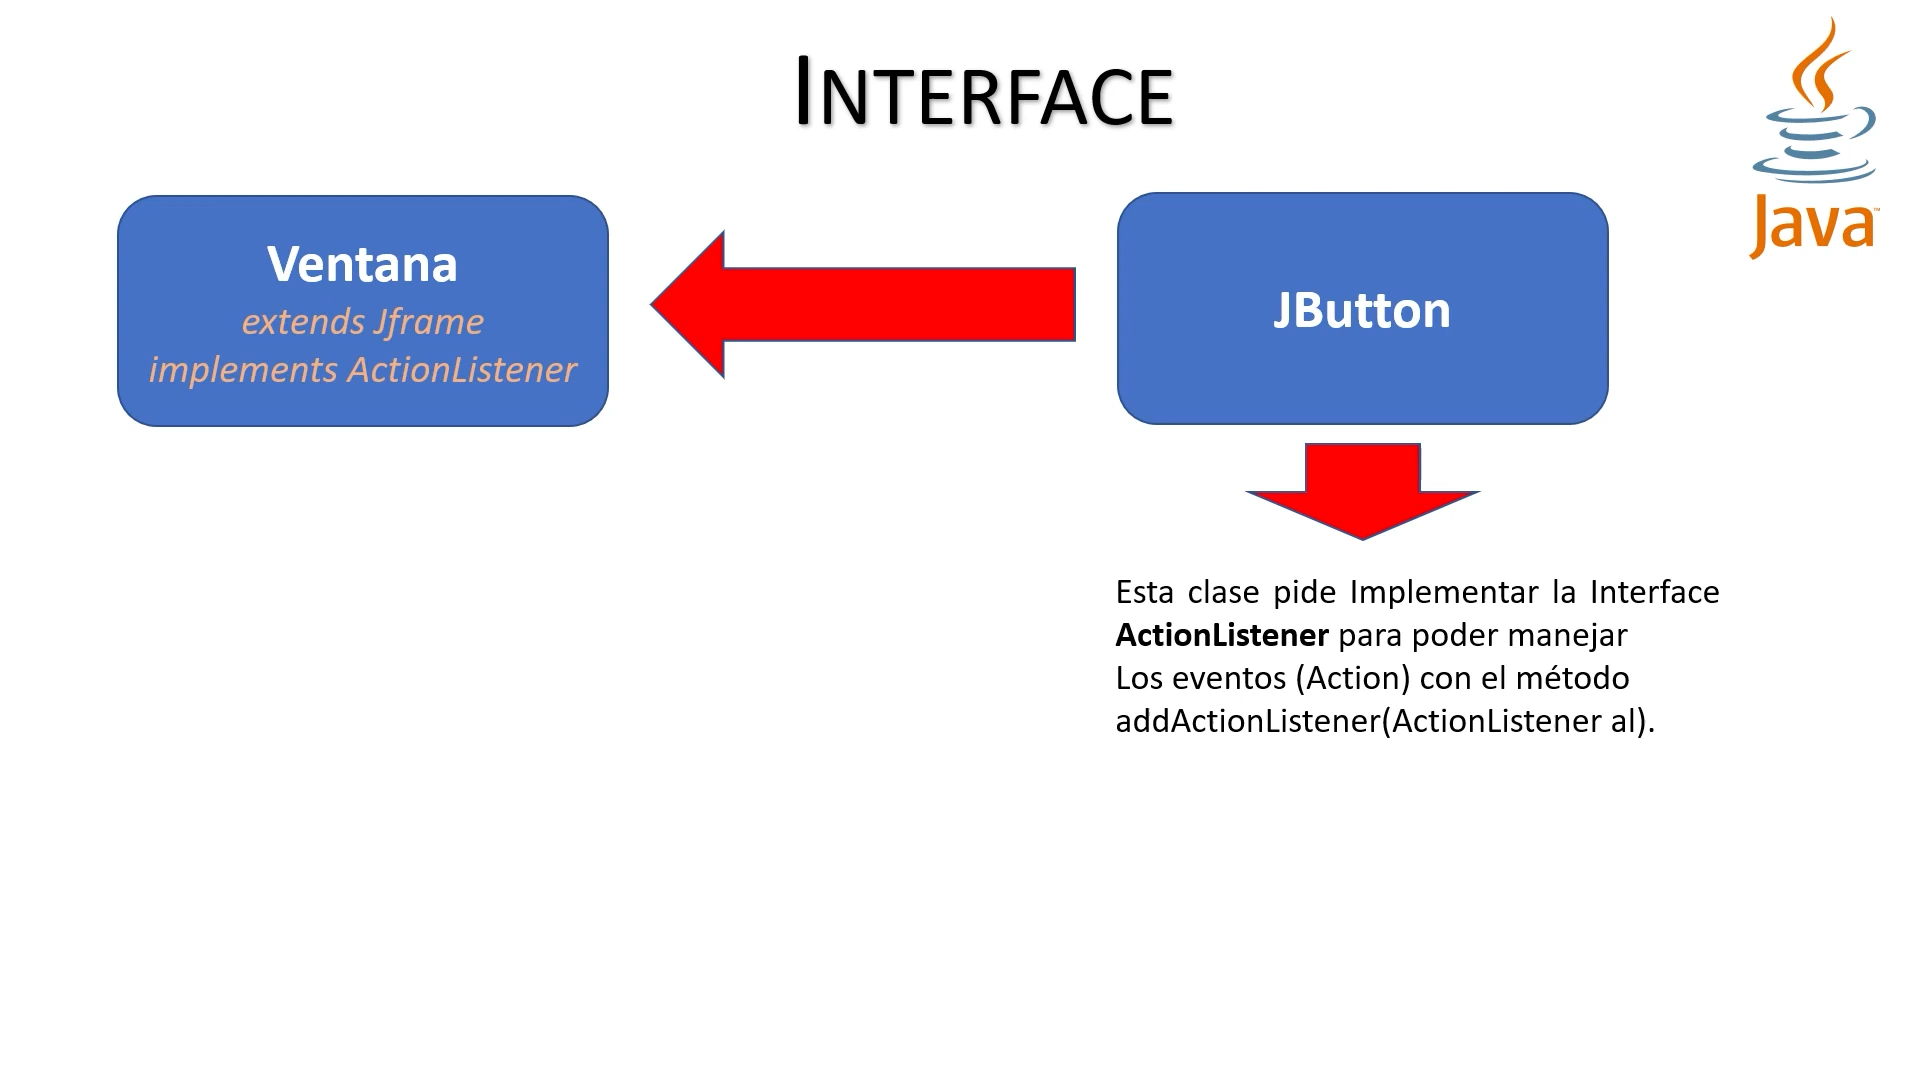 INTERFACE
Java™
Ventana
extends Jframe
implements ActionListener
JButton
Esta clase pide Implementar la Interface
ActionListener para poder manejar
Los eventos (Action) con el método
addActionListener(ActionListener al).